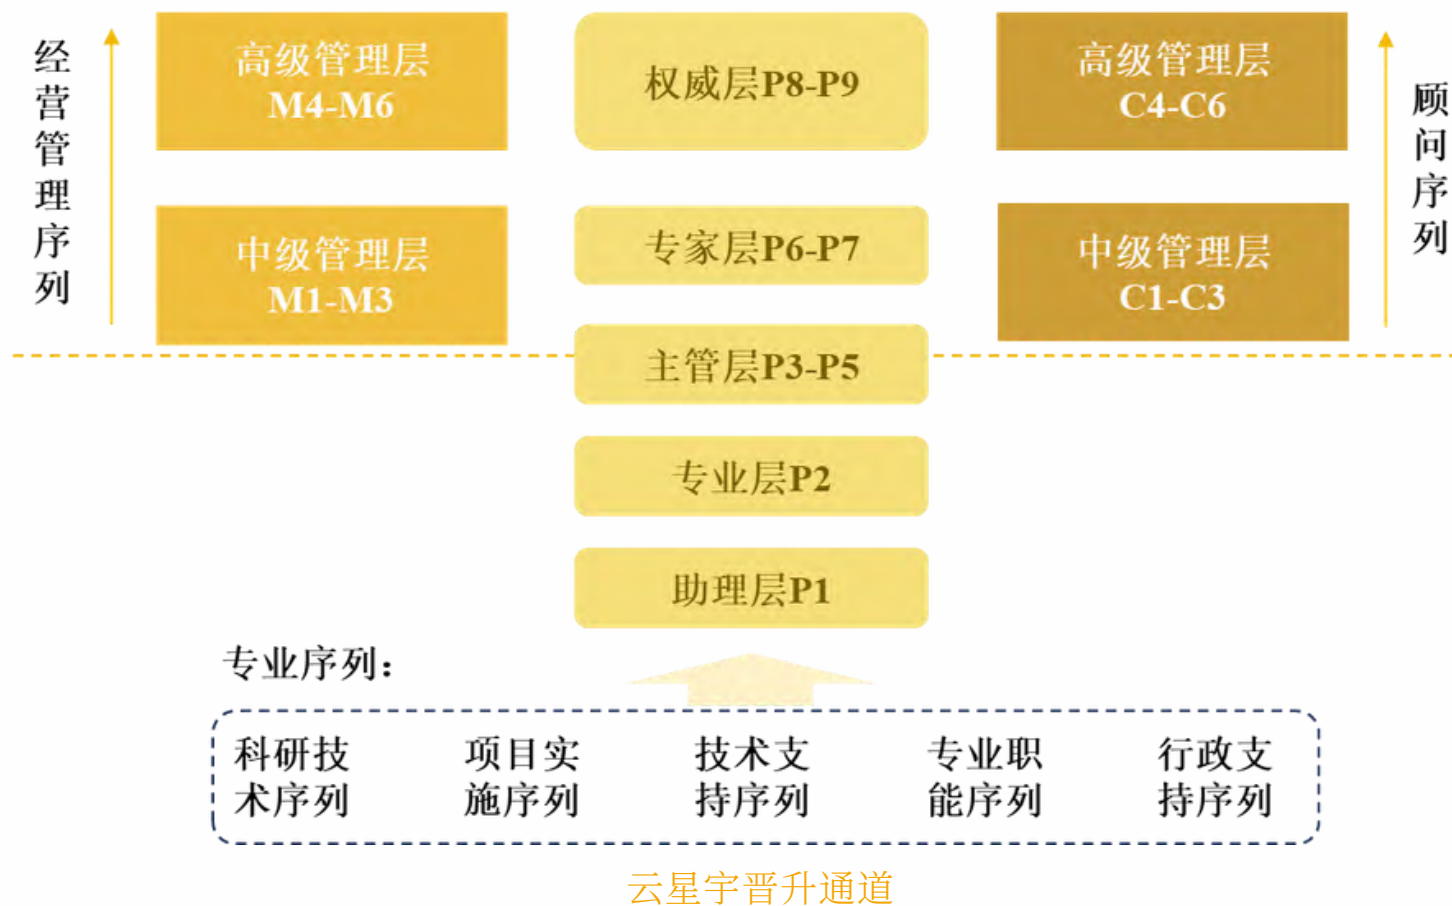 经营管理序列
高级管理层
M4-M6
中级管理层
M1-M3
权威层P8-P9
专家层P6-P7
主管层P3-P5
专业层P2
助理层P1
高级管理层
C4-C6
中级管理层
C1-C3
顾问序列
专业序列：
科研技
术序列
项目实
施序列
技术支
持序列
专业职
能序列
行政支
持序列
云星宇晋升通道